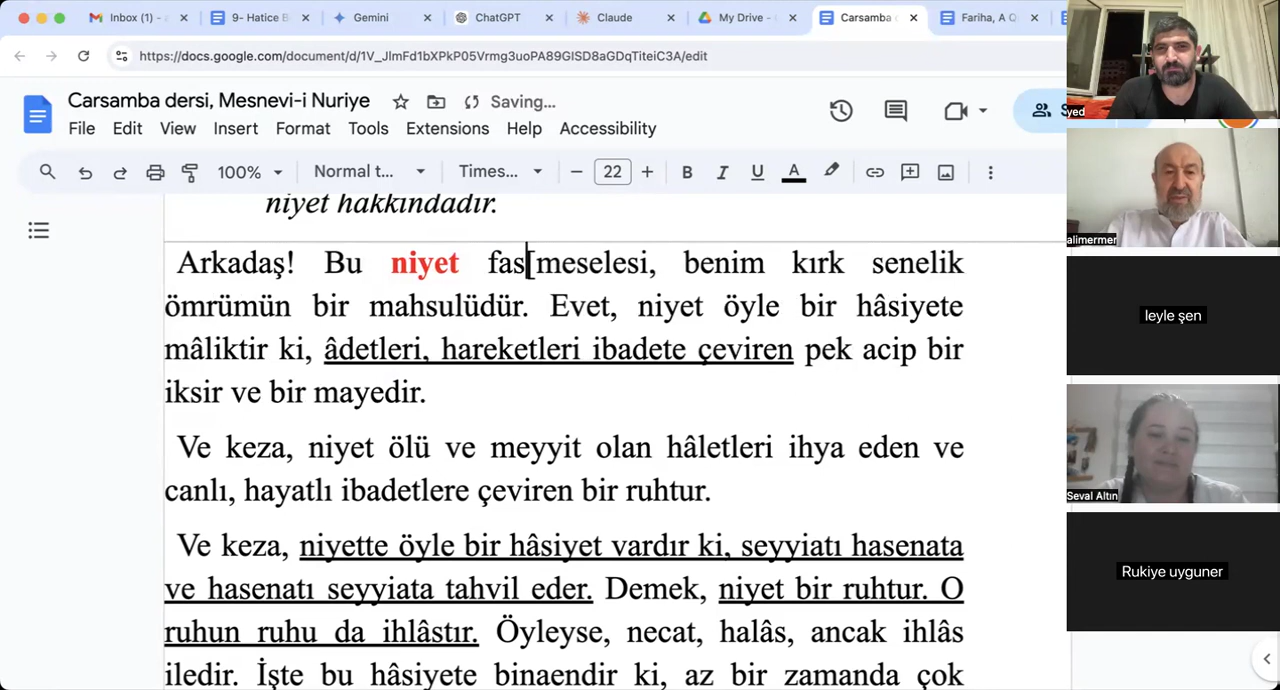 Inbox (1) -
9- Hatice B
Gemini
ChatGPT
Claude
My Drive -
Carsamba
Fariha, A Q
https://docs.google.com/document/d/1V_JlmFd1bXPkP05Vrmg3uoPA89GISD8aGDqTiteiC3A/edit
Carsamba dersi, Mesnevi-i Nuriye
Saving...
File Edit View Insert Format Tools Extensions Help Accessibility
100%
Normal t...
Times...
22
B I U A
niyet hakkındadır.
Arkadaş! Bu niyet fas[meselesi, benim kırk senelik
ömrümün bir mahsulüdür. Evet, niyet öyle bir hâsiyete
mâliktir ki, âdetleri, hareketleri ibadete çeviren pek acip bir
iksir ve bir mayedir.
Ve keza, niyet ölü ve meyyit olan hâletleri ihya eden ve
canlı, hayatlı ibadetlere çeviren bir ruhtur.
Ve keza, niyette öyle bir hâsiyet vardır ki, seyyiatı hasenata
ve hasenatı seyyiata tahvil eder. Demek, niyet bir ruhtur. O
ruhun ruhu da ihlâstır. Öyleyse, necat, halâs, ancak ihlâs
iledir. İşte bu hâsiyete binaendir ki, az bir zamanda çok
yed
alimermer
leyle şen
Seval Altın
Rukiye uyguner